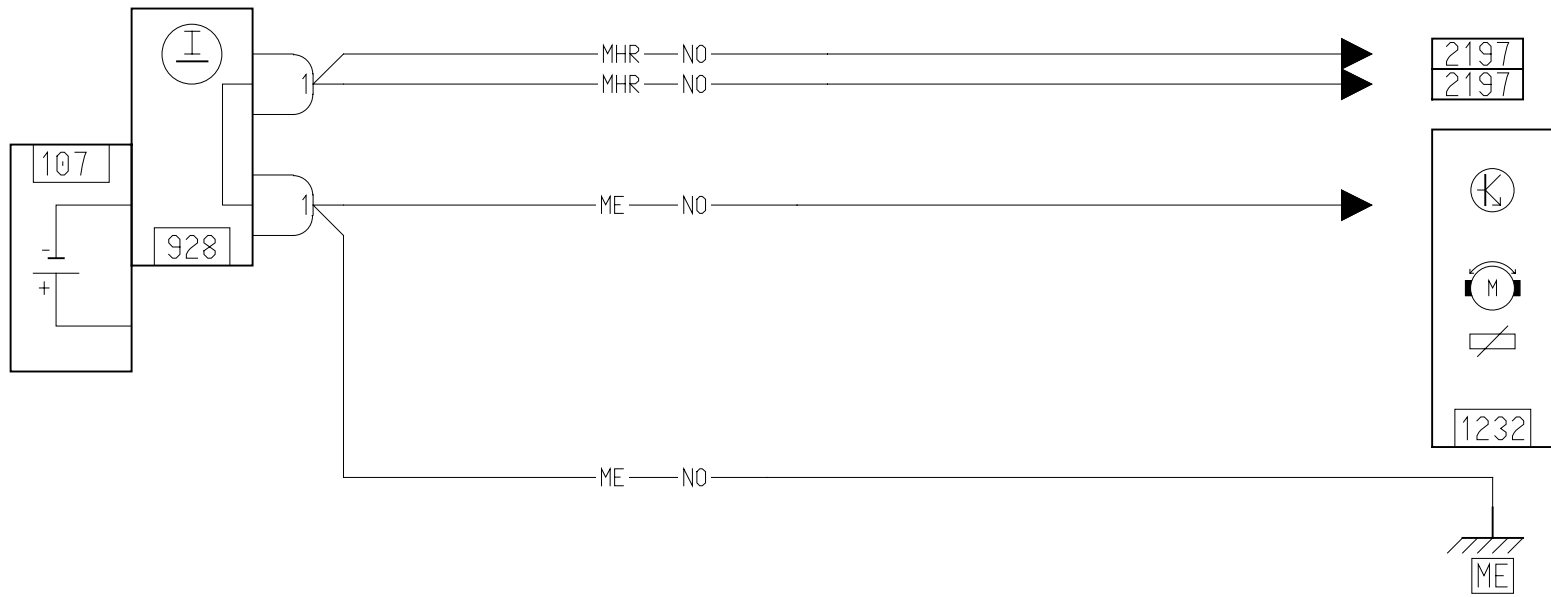 I
1 MHR NO 2197
MHR NO 2197
107
1 ME NO
K
928
-
+
M
1232
ME NO
ME